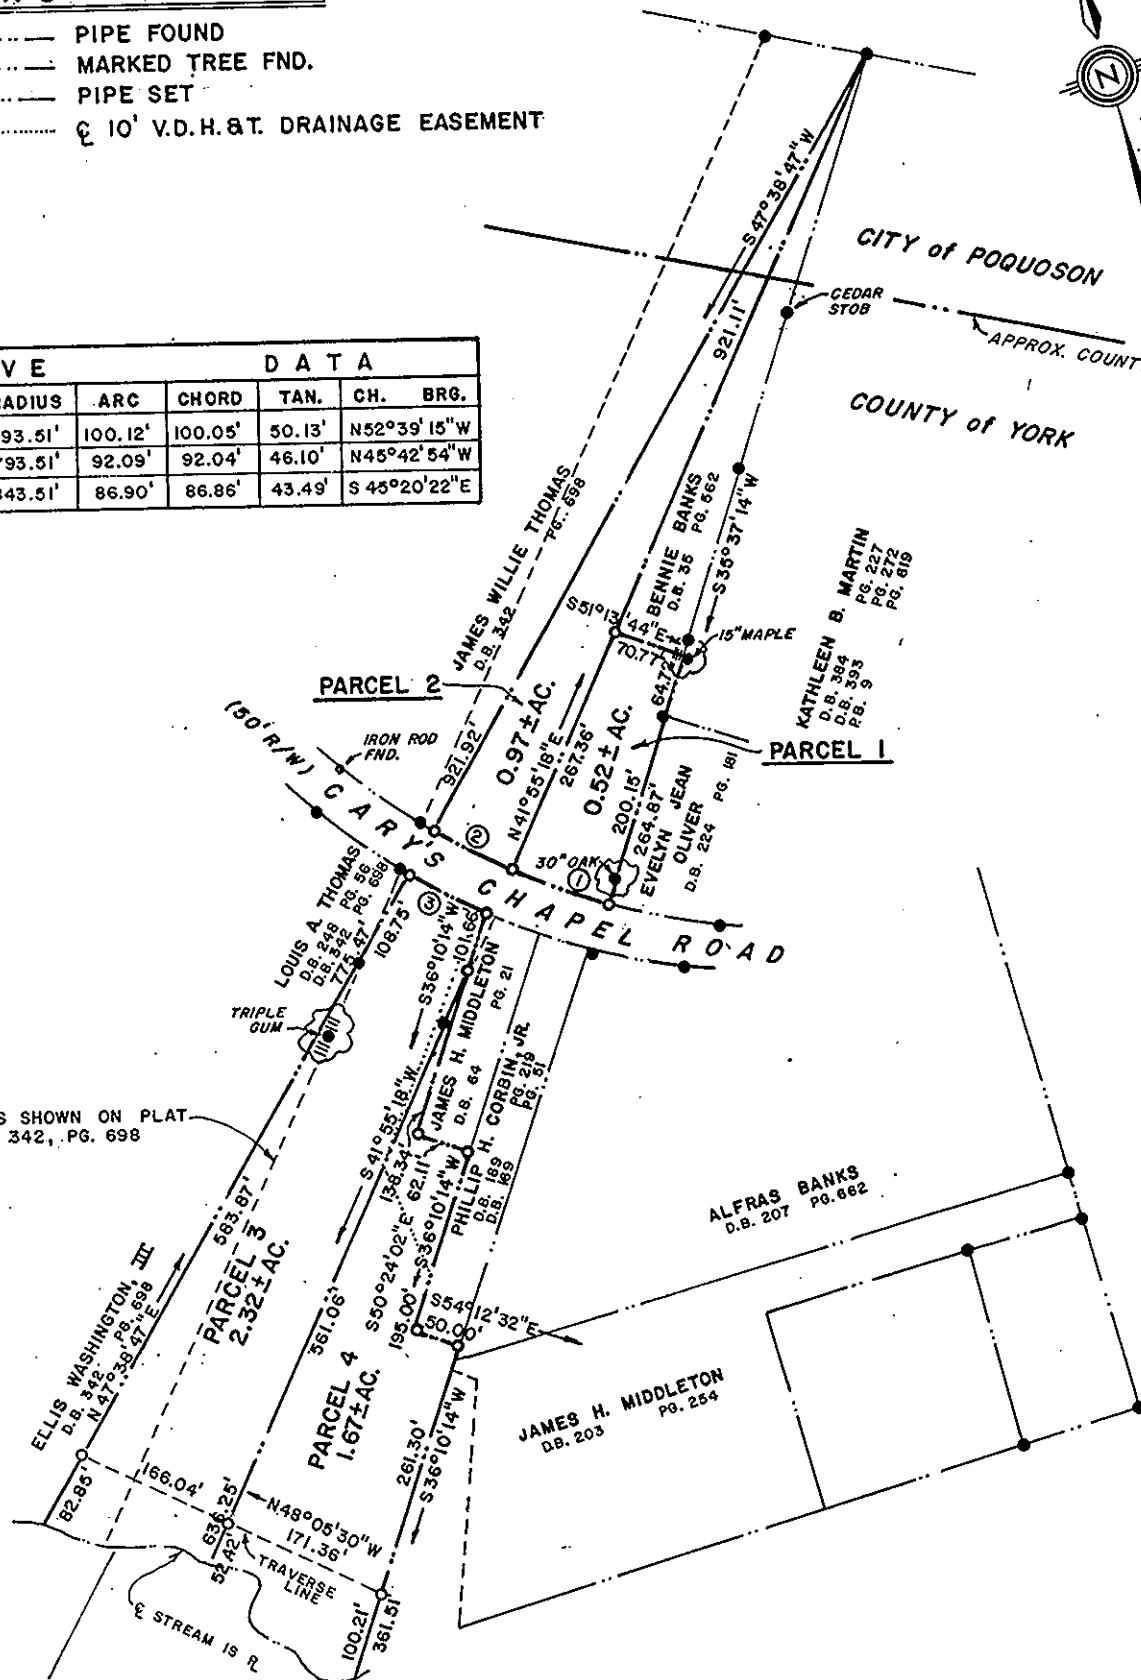 PIPE FOUND
MARKED TREE FND.
PIPE SET
℄ 10' V.D.H.&T. DRAINAGE EASEMENT
N
CITY of POQUOSON
CEDAR
STOB
APPROX. COUNT
COUNTY of YORK
VE DATA
RADIUS ARC CHORD TAN. CH. BRG.
93.51' 100.12' 100.05' 50.13' N52°39'15"W
793.51' 92.09' 92.04' 46.10' N45°42'54"W
843.51' 86.90' 86.86' 43.49' S 45°20'22"E
S47°38'47"W
921.11'
JAMES WILLIE THOMAS
D.B. 342 PG. 698
BENNIE BANKS
D.B. 35 PG. 562
S35°37'14"W
S51°13'44"E
70.77'
15" MAPLE
64.72'
KATHLEEN B. MARTIN
D.B. 384 PG. 227
D.B. 393 PG. 272
P.B. 9 PG. 619
PARCEL 2
0.97± AC.
921.92'
N41°55'18"E
267.36'
0.52± AC.
PARCEL 1
200.15'
264.87'
EVELYN JEAN
OLIVER
D.B. 224 PG. 181
30" OAK
IRON ROD
FND.
(50' R/W) CARY'S CHAPEL ROAD
②
①
③
LOUIS A. THOMAS
D.B. 248 PG. 56
D.B. 342 PG. 698
775.47'
108.75'
TRIPLE
GUM
S36°10'14"W
101.66'
JAMES H. MIDDLETON
D.B. 64 PG. 21
PHILLIP H. CORBIN, JR.
D.B. 189 PG. 219
D.B. 169 PG. 51
S SHOWN ON PLAT
342, PG. 698
S41°55'18"W
138.34'
62.11'
S50°24'02"E
S36°10'14"W
195.00'
S54°12'32"E
50.00'
ALFRAS BANKS
D.B. 207 PG. 662
JAMES H. MIDDLETON
D.B. 203 PG. 254
583.87'
PARCEL 3
2.32± AC.
ELLIS WASHINGTON, III
D.B. 342 PG. 698
N47°38'47"E
561.06'
PARCEL 4
1.67± AC.
261.30'
S36°10'14"W
166.04'
82.85'
636.25'
52.42'
N48°05'30"W
171.36'
TRAVERSE
LINE
100.21'
361.51'
℄ STREAM IS ℄